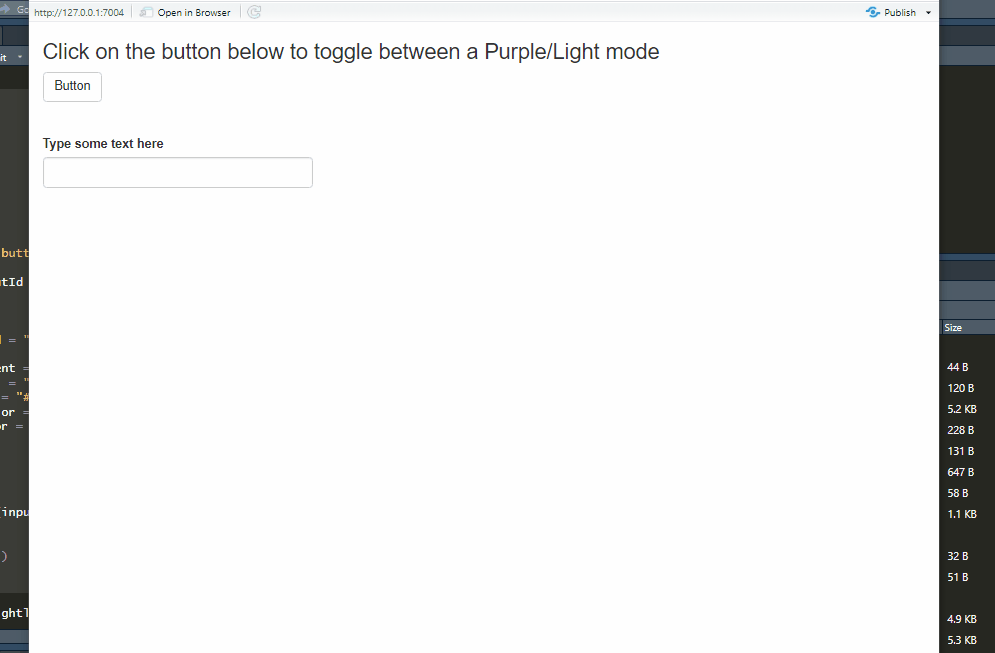 Go
http://127.0.0.1:7004
Open in Browser
Publish
Click on the button below to toggle between a Purple/Light mode
it
Button
Type some text here
butt
tId
= "
ent =
= "
= "#
or =
r =
(inpu
)
ght
Size
44 B
120 B
5.2 KB
228 B
131 B
647 B
58 B
1.1 KB
32 B
51 B
4.9 KB
5.3 KB